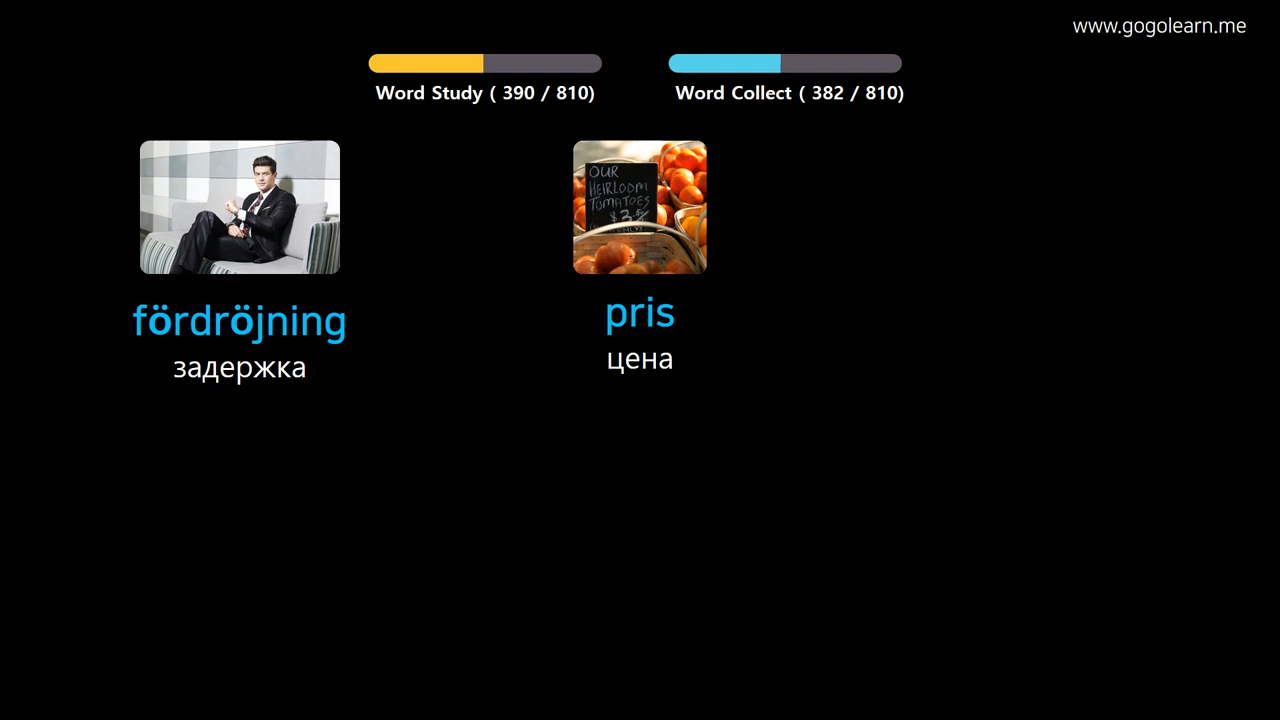 www.gogolearn.me
Word Study ( 390 / 810)
Word Collect ( 382 / 810)
OUR
HEIRLOOM
TOMATOES
fördröjning
задержка
pris
цена